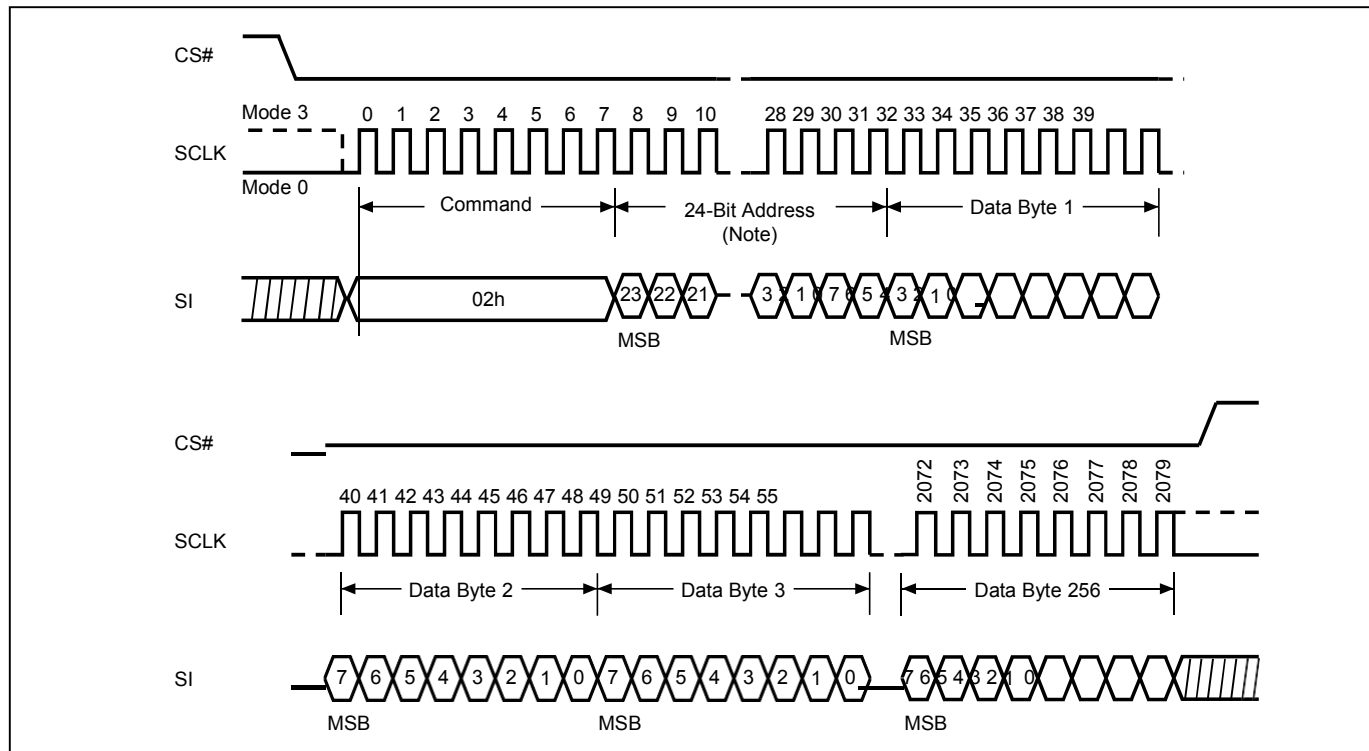 CS#
Mode 3
0 1 2 3 4 5 6 7 8 9 10 28 29 30 31 32 33 34 35 36 37 38 39
SCLK
Mode 0
Command
24-Bit Address
(Note)
Data Byte 1
SI
02h
23 22 21 3 2 1 0 7 6 5 4 3 2 1 0
MSB MSB
CS#
40 41 42 43 44 45 46 47 48 49 50 51 52 53 54 55 2072 2073 2074 2075 2076 2077 2078 2079
SCLK
Data Byte 2 Data Byte 3 Data Byte 256
SI
7 6 5 4 3 2 1 0 7 6 5 4 3 2 1 0 7 6 5 4 3 2 1 0
MSB MSB MSB